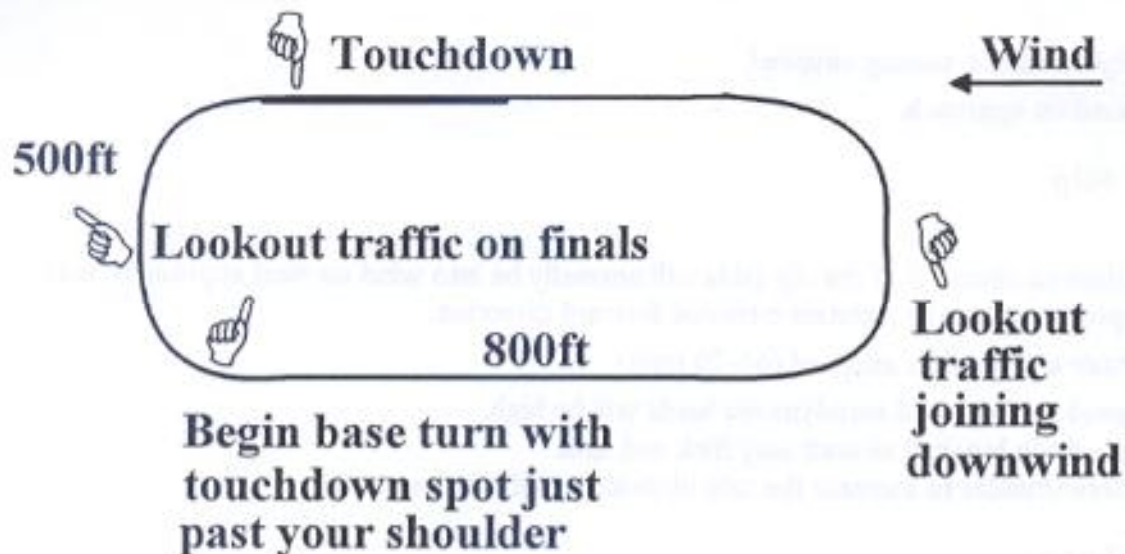 Touchdown
Wind
500ft
Lookout traffic on finals
800ft
Lookout
traffic
joining
downwind
Begin base turn with
touchdown spot just
past your shoulder